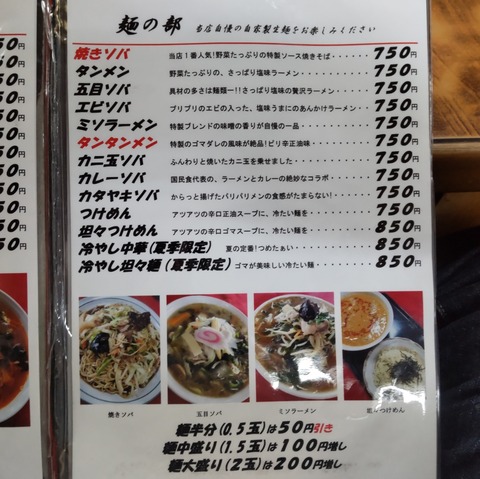 麺の部 当店自慢の自家製生麺をお楽しみください
焼きソバ 当店1番人気!野菜たっぷりの特製ソース焼きそば・・・・・・750円
タンメン 野菜たっぷりの、さっぱり塩味ラーメン・・・・・・750円
五目ソバ 具材の多さは麺類一!!さっぱり塩味の贅沢ラーメン・・・・・750円
エビソバ プリプリのエビの入った、塩味うまにのあんかけラーメン・・・・750円
ミソラーメン 特製ブレンドの味噌の香りが自慢の一品・・・・・・750円
タンタンメン 特製のゴマダレの風味が絶品!ピリ辛正油味・・・・・・750円
カニ玉ソバ ふんわりと焼いたカニ玉を乗せました・・・・・・750円
カレーソバ 国民食代表の、ラーメンとカレーの絶妙なコラボ・・・・・750円
カタヤキソバ からっと揚げたバリバリメンの食感がたまらない!・・・・750円
つけめん アツアツの辛口正油スープに、冷たい麺を・・・・・・750円
坦々つけめん アツアツの辛口ゴマスープに、冷たい麺を・・・・・・850円
冷やし中華(夏季限定) 夏の定番!つめたぁい・・・・・・850円
冷やし坦々麺(夏季限定) ゴマが美味しい冷たい麺・・・・・・850円
焼きソバ
五目ソバ
ミソラーメン
つけめん
麺半分(0.5玉)は50円引き
麺中盛り(1.5玉)は100円増し
麺大盛り(2玉)は200円増し